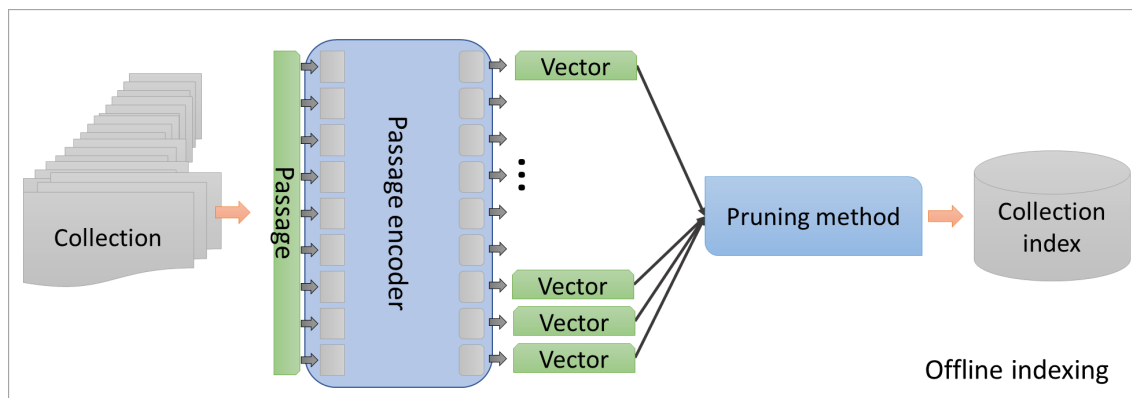 Collection
Passage
Passage encoder
Vector
...
Vector
Vector
Vector
Pruning method
Collection
index
Offline indexing